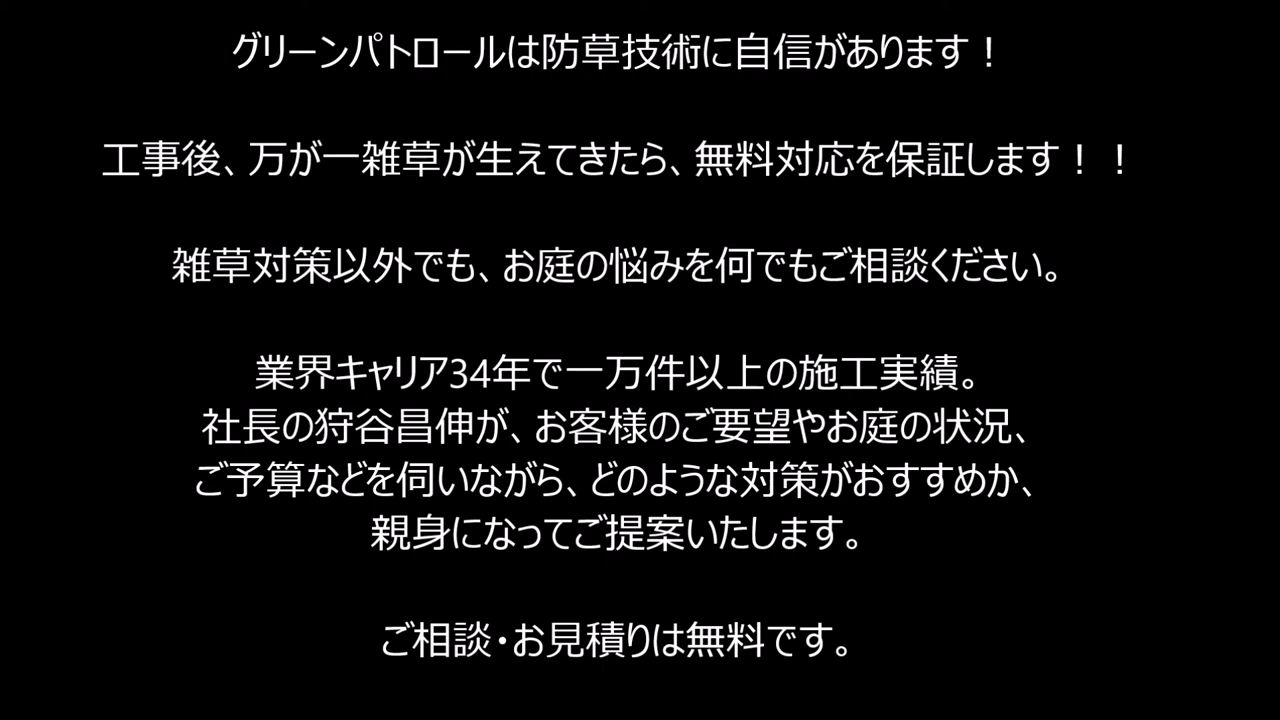 グリーンパトロールは防草技術に自信があります！
工事後、万が一雑草が生えてきたら、無料対応を保証します！！
雑草対策以外でも、お庭の悩みを何でもご相談ください。
業界キャリア34年で一万件以上の施工実績。
社長の狩谷昌伸が、お客様のご要望やお庭の状況、
ご予算などを伺いながら、どのような対策がおすすめか、
親身になってご提案いたします。
ご相談・お見積りは無料です。